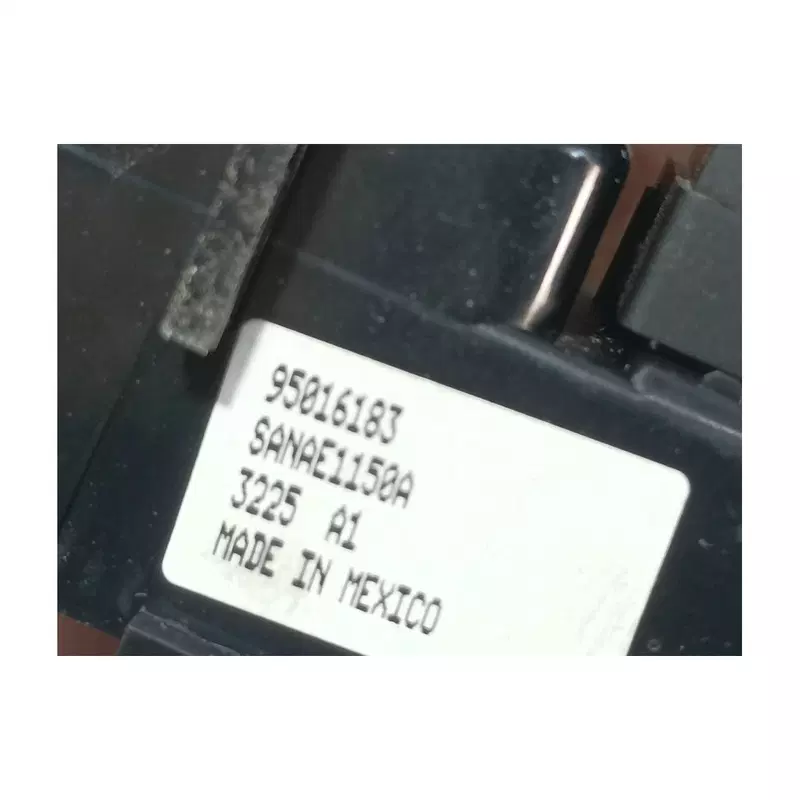 95016183
SANAE1150A
3225 A1
MADE IN MEXICO